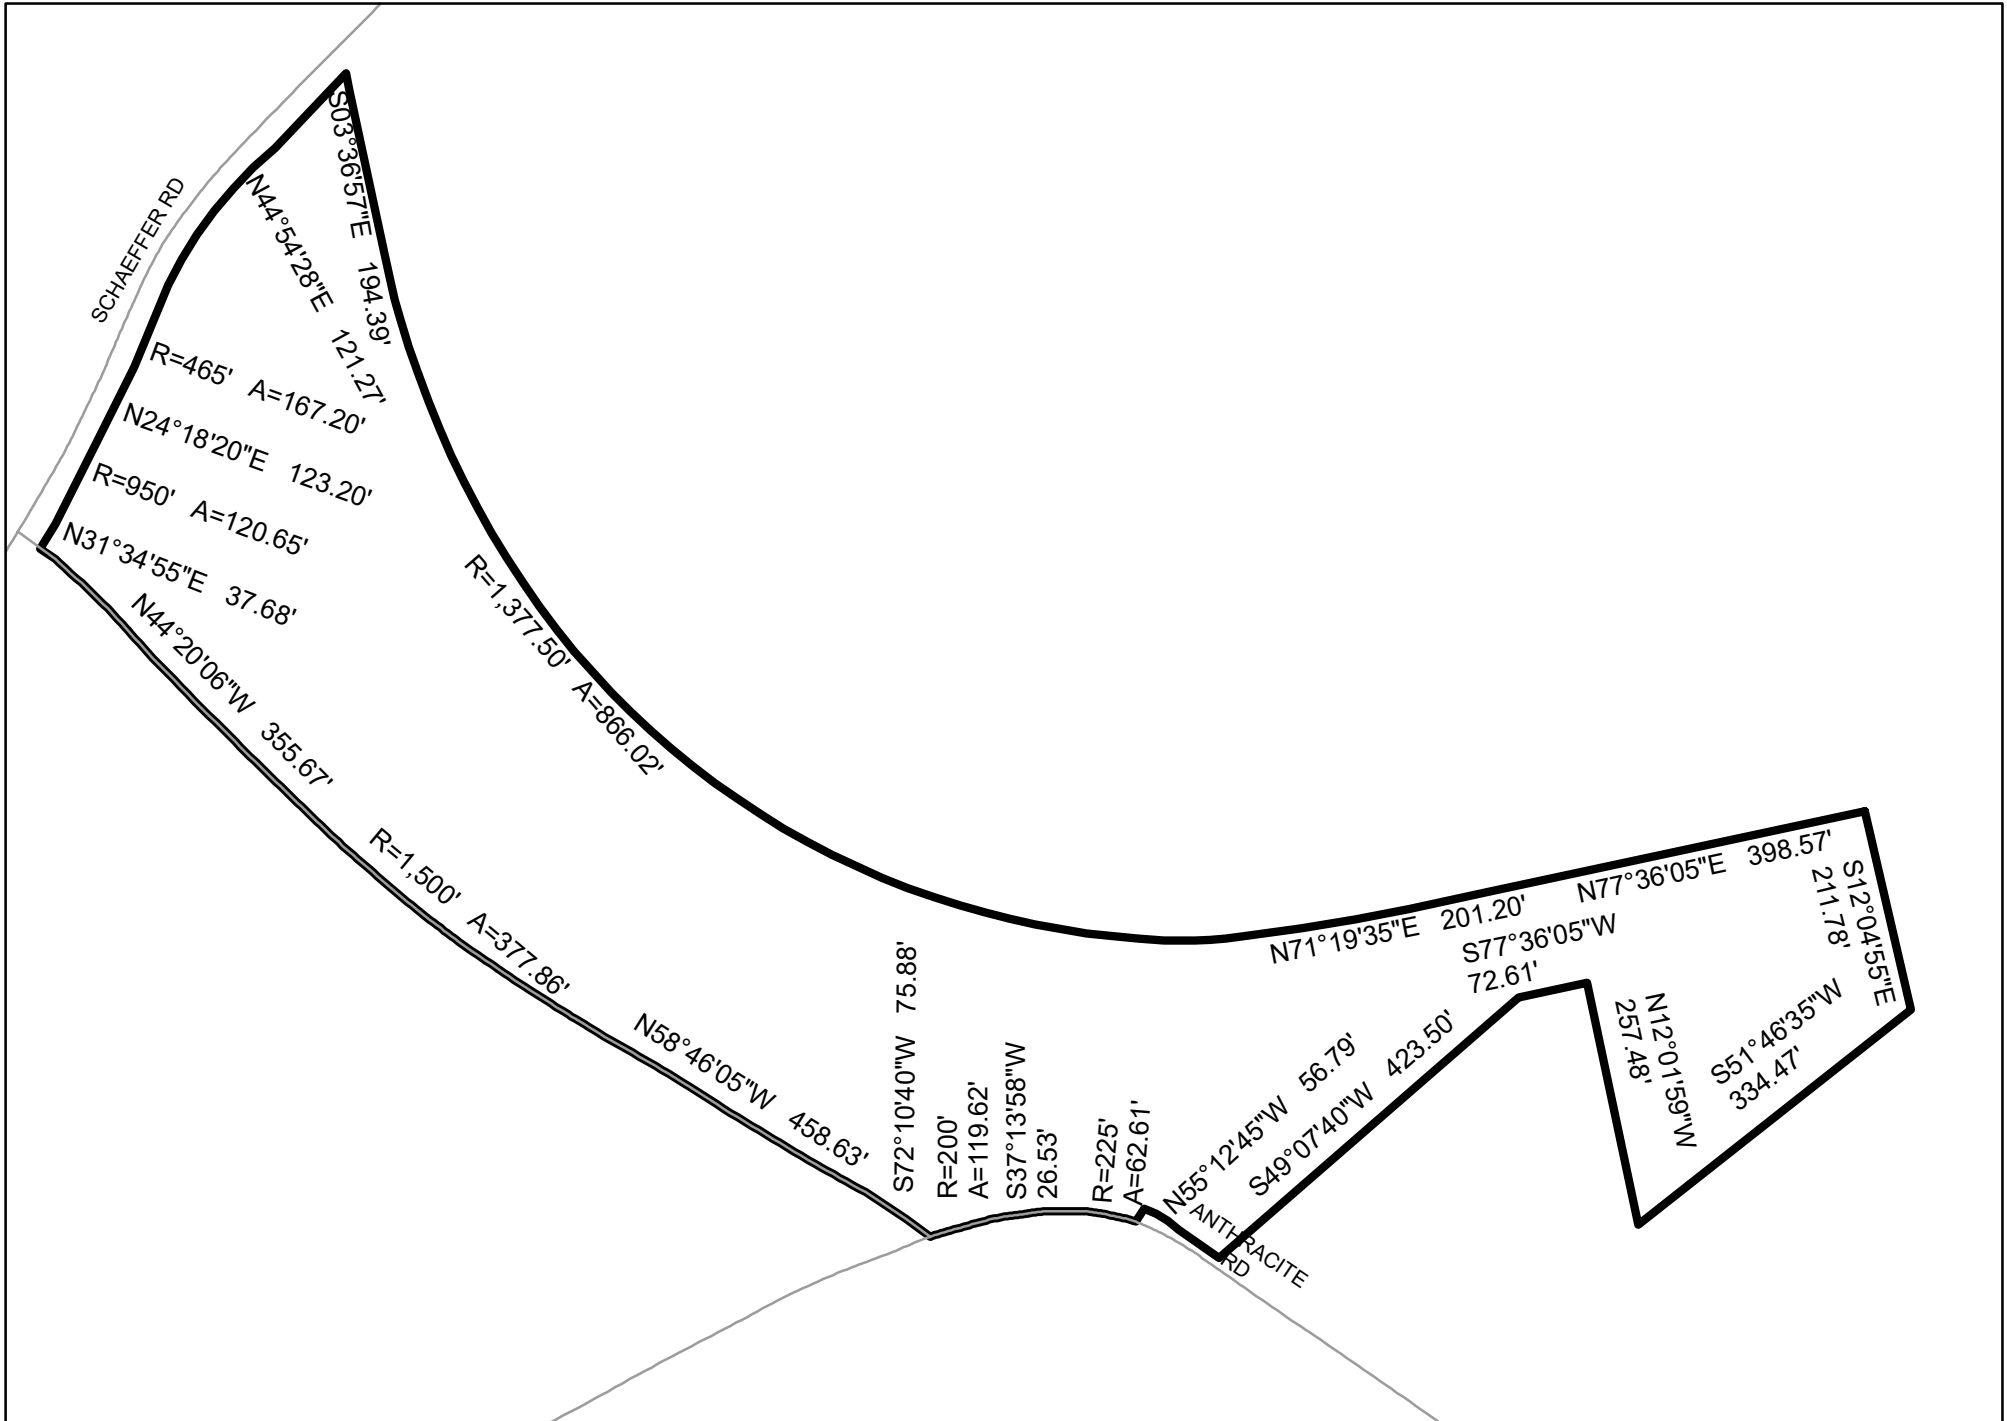 SCHAEFFER RD
S03°36'57"E 194.39'
N44°54'28"E 121.27'
R=465' A=167.20'
N24°18'20"E 123.20'
R=950' A=120.65'
N31°34'55"E 37.68'
N44°20'06"W 355.67'
R=1,377.50' A=866.02'
R=1,500' A=377.86'
N58°46'05"W 458.63'
S72°10'40"W 75.88'
R=200'
A=119.62'
S37°13'58"W
26.53'
R=225'
A=62.61'
N55°12'45"W 56.79'
S49°07'40"W 423.50'
ANTHRACITE
RD
N71°19'35"E 201.20'
S77°36'05"W
72.61'
N77°36'05"E 398.57'
S12°04'55"E
211.78'
N12°01'59"W
257.48'
S51°46'35"W
334.47'